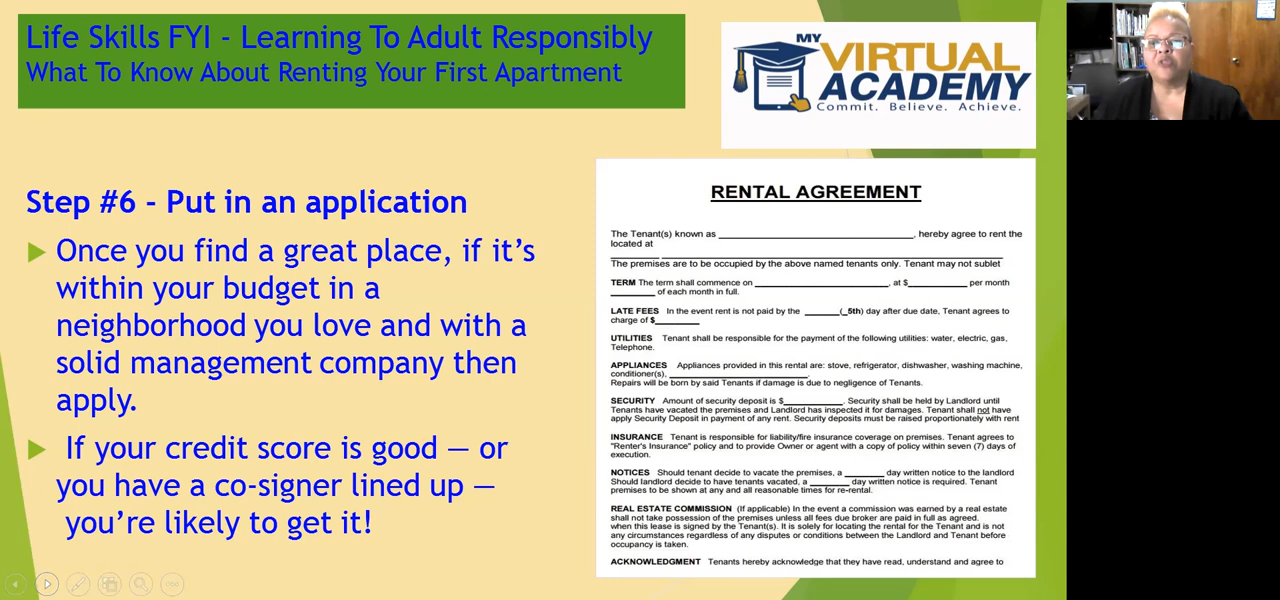 Life Skills FYI - Learning To Adult Responsibly
What To Know About Renting Your First Apartment
MY
VIRTUAL
ACADEMY
Commit. Believe. Achieve.
Step #6 - Put in an application
Once you find a great place, if it's
within your budget in a
neighborhood you love and with a
solid management company then
apply.
If your credit score is good — or
you have a co-signer lined up —
you're likely to get it!
RENTAL AGREEMENT
The Tenant(s) known as ____________________, hereby agree to rent the
located at
______ ____________________
The premises are to be occupied by the above named tenants only. Tenant may not sublet
TERM The term shall commence on ____________________, at $__________ per month
________ of each month in full.
LATE FEES In the event rent is not paid by the ______(_5th) day after due date, Tenant agrees to
charge of $________
UTILITIES Tenant shall be responsible for the payment of the following utilities: water, electric, gas,
Telephone.
APPLIANCES Appliances provided in this rental are: stove, refrigerator, dishwasher, washing machine,
conditioner(s), ____________________.
Repairs will be born by said Tenants if damage is due to negligence of Tenants.
SECURITY Amount of security deposit is $__________. Security shall be held by Landlord until
Tenants have vacated the premises and Landlord has inspected it for damages. Tenant shall not have
apply Security Deposit in payment of any rent. Security deposits must be raised proportionately with rent
INSURANCE Tenant is responsible for liability/fire insurance coverage on premises. Tenant agrees to
"Renter's Insurance" policy and to provide Owner or agent with a copy of policy within seven (7) days of
execution.
NOTICES Should tenant decide to vacate the premises, a ________ day written notice to the landlord
Should landlord decide to have tenants vacated, a ________ day written notice is required. Tenant
premises to be shown at any and all reasonable times for re-rental.
REAL ESTATE COMMISSION (If applicable) In the event a commission was earned by a real estate
shall not take possession of the premises unless all fees due broker are paid in full as agreed.
when this lease is signed by the Tenant(s). It is solely for locating the rental for the Tenant and is not
any circumstances regardless of any disputes or conditions between the Landlord and Tenant before
occupancy is taken.
ACKNOWLEDGMENT Tenants hereby acknowledge that they have read, understand and agree to